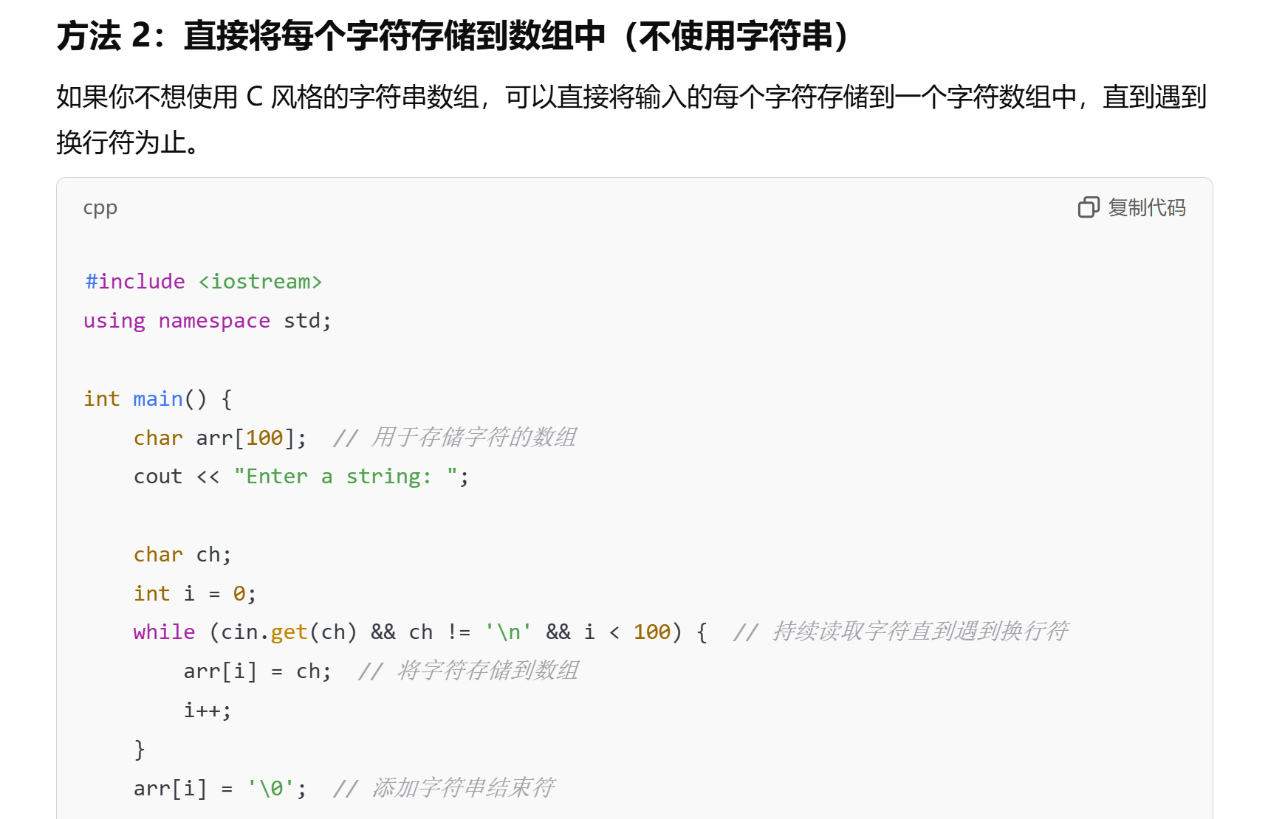 方法 2：直接将每个字符存储到数组中（不使用字符串）
如果你不想使用 C 风格的字符串数组，可以直接将输入的每个字符存储到一个字符数组中，直到遇到
换行符为止。
cpp
复制代码
#include <iostream>
using namespace std;
int main() {
char arr[100];  // 用于存储字符的数组
cout << "Enter a string: ";
char ch;
int i = 0;
while (cin.get(ch) && ch != '\n' && i < 100) {  // 持续读取字符直到遇到换行符
arr[i] = ch;  // 将字符存储到数组
i++;
}
arr[i] = '\0';  // 添加字符串结束符